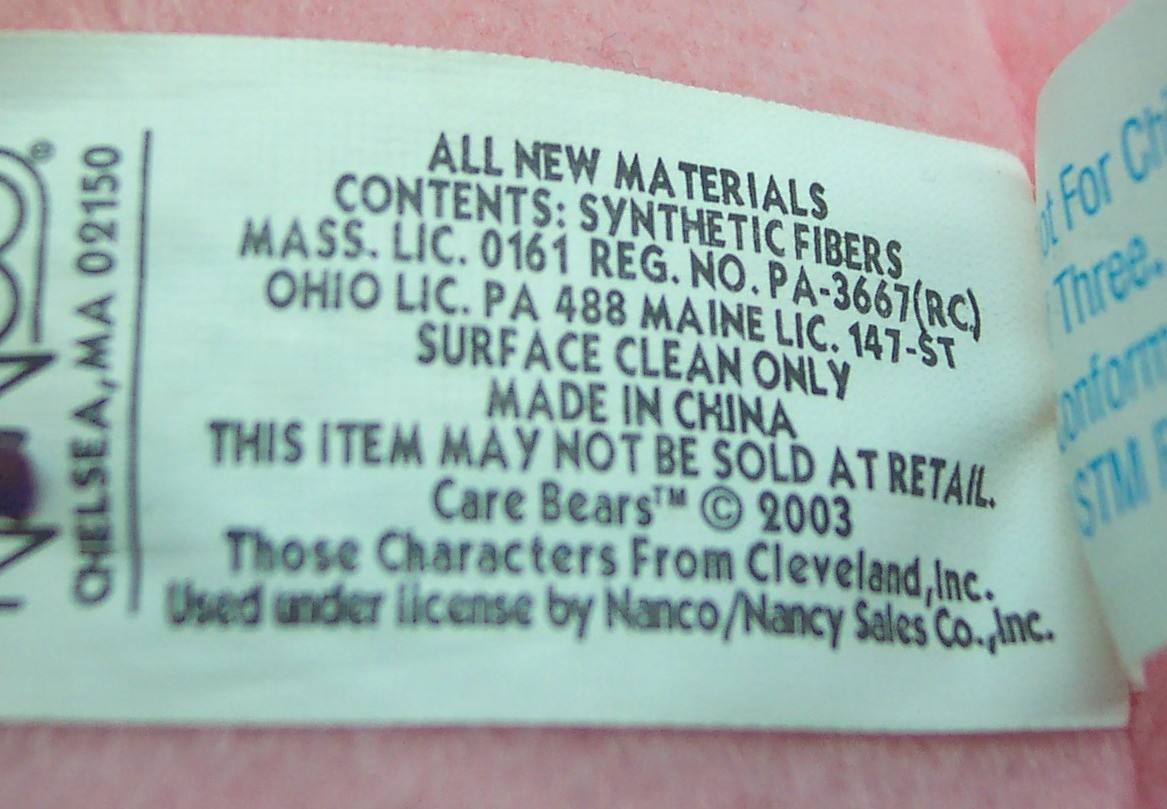 CHELSEA, MA 02150
ALL NEW MATERIALS
CONTENTS: SYNTHETIC FIBERS
MASS. LIC. 0161 REG. NO. PA-3667(RC)
OHIO LIC. PA 488 MAINE LIC. 147-ST
SURFACE CLEAN ONLY
MADE IN CHINA
THIS ITEM MAY NOT BE SOLD AT RETAIL.
Care Bears™ © 2003
Those Characters From Cleveland, Inc.
Used under license by Nanco/Nancy Sales Co., Inc.
For
Three.